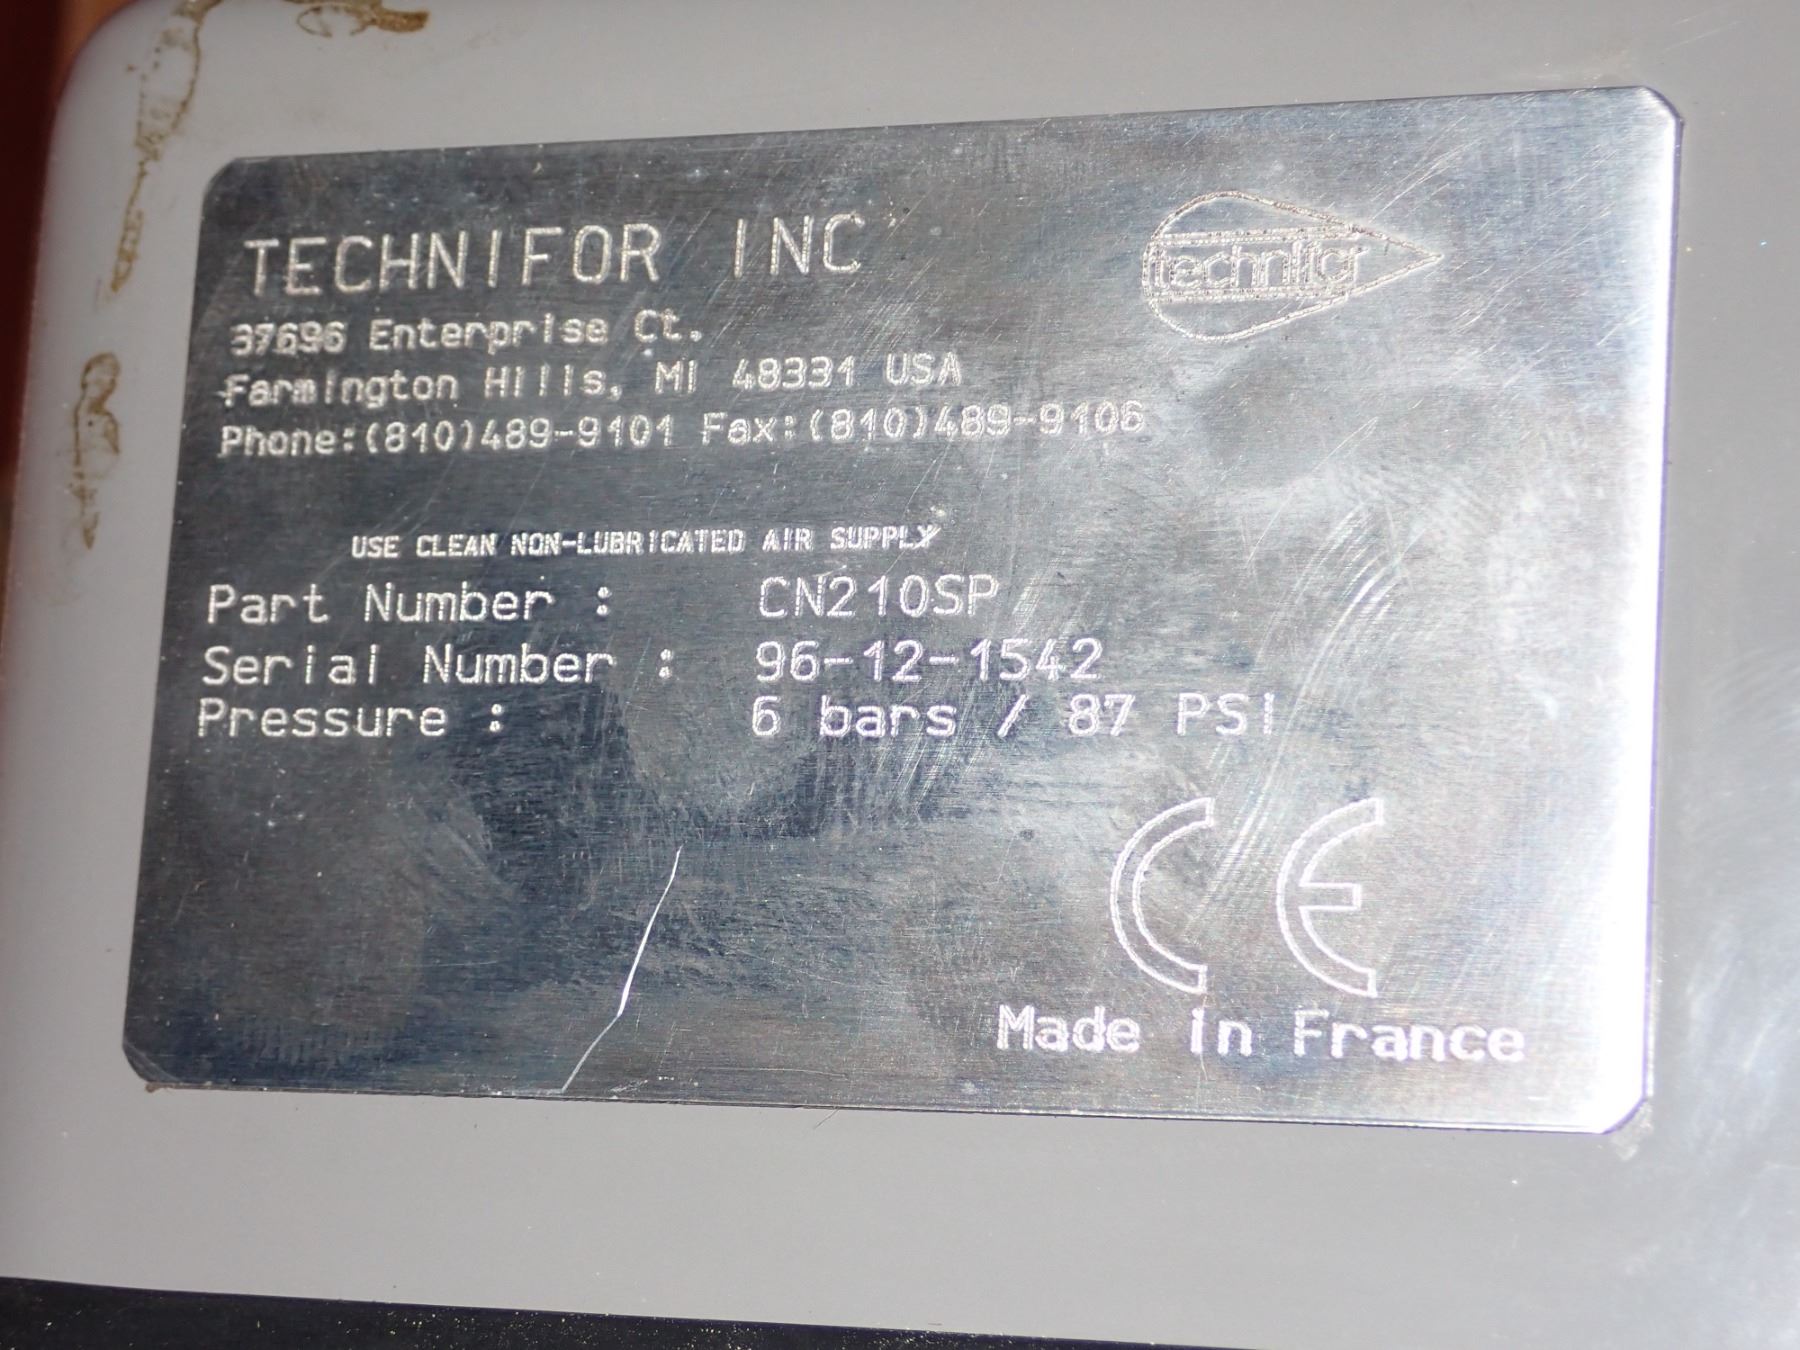 TECHNIFOR INC
technifor
37696 Enterprise Ct.
Farmington Hills, MI 48331 USA
Phone:(810)489-9101 Fax:(810)489-9106
USE CLEAN NON-LUBRICATED AIR SUPPLY
Part Number : CN210SP
Serial Number : 96-12-1542
Pressure : 6 bars / 87 PSI
CE
Made in France